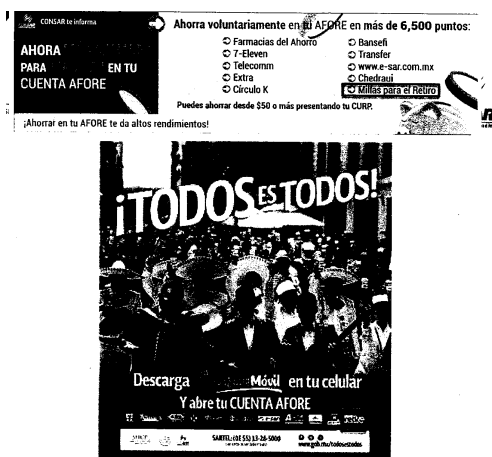 CONSAR te informa
AHORA
PARA EN TU
CUENTA AFORE
Ahorra voluntariamente en tu AFORE en más de 6,500 puntos:
Farmacias del Ahorro
7-Eleven
Telecomm
Extra
Círculo K
Bansefi
Transfer
www.e-sar.com.mx
Chedraui
Millas para el Retiro
Puedes ahorrar desde $50 o más presentando tu CURP.
¡Ahorrar en tu AFORE te da altos rendimientos!
¡TODOS ES TODOS!
Descarga Móvil en tu celular
Y abre tu CUENTA AFORE
SARTEL: (01 55) 13-28-5000
www.gob.mx/todosestodos